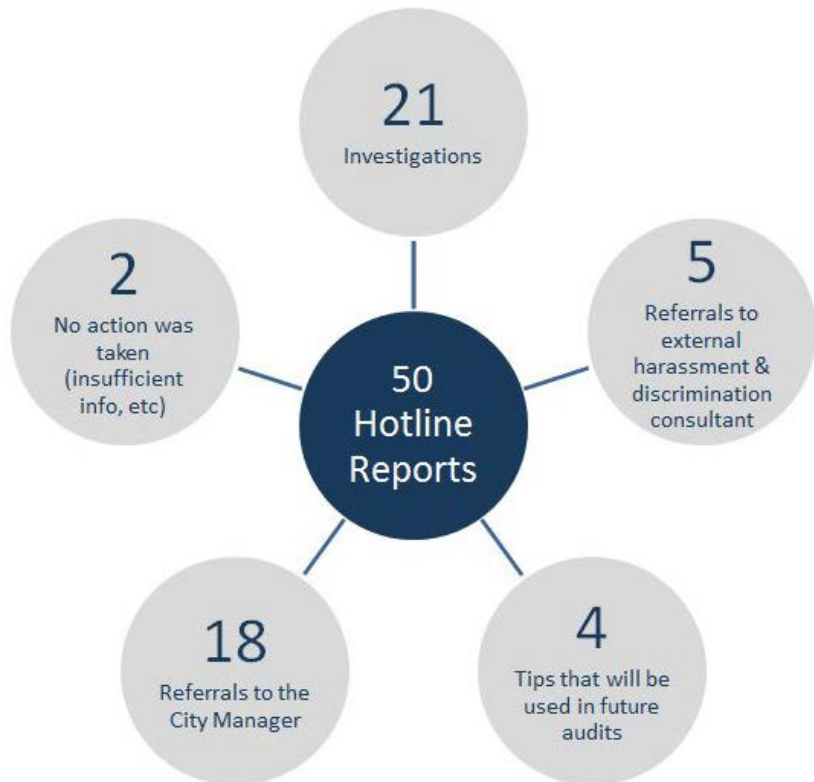 21
Investigations
5
Referrals to
external
harassment &
discrimination
consultant
4
Tips that will be
used in future
audits
18
Referrals to the
City Manager
2
No action was
taken
(insufficient
info, etc)
50
Hotline
Reports